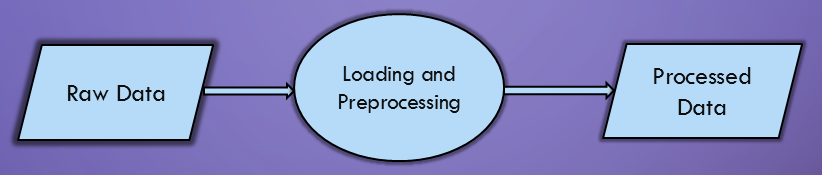 Raw Data
Loading and
Preprocessing
Processed
Data